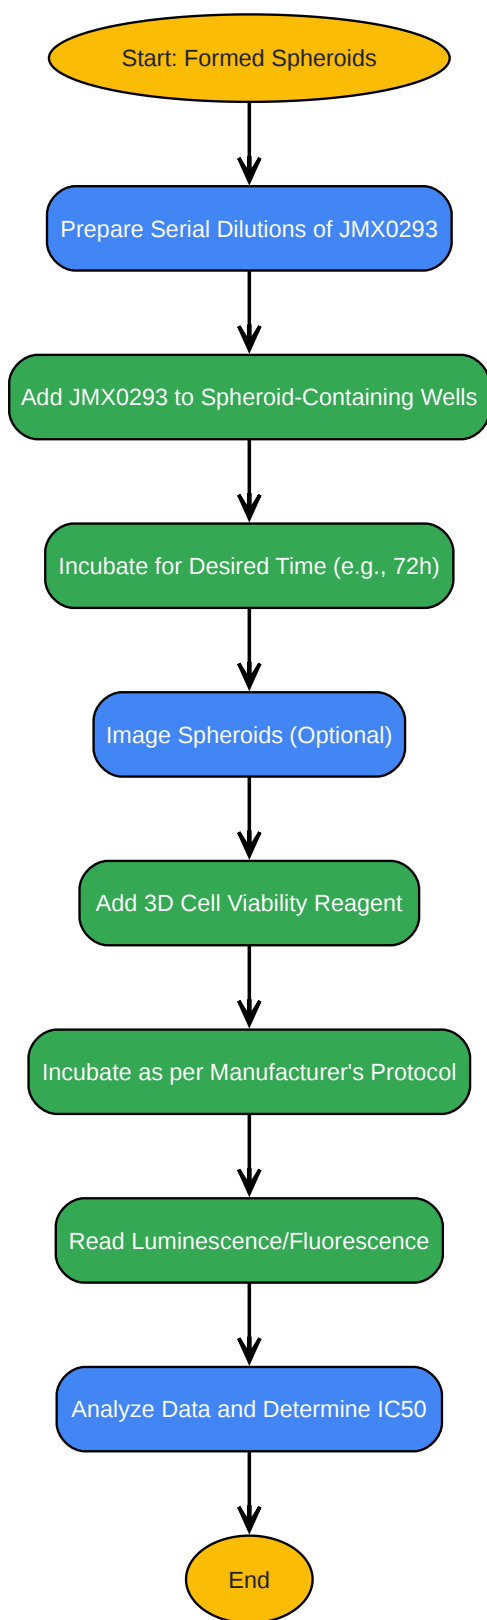 Start: Formed Spheroids
Prepare Serial Dilutions of JMX0293
Add JMX0293 to Spheroid-Containing Wells
Incubate for Desired Time (e.g., 72h)
Image Spheroids (Optional)
Add 3D Cell Viability Reagent
Incubate as per Manufacturer's Protocol
Read Luminescence/Fluorescence
Analyze Data and Determine IC50
End